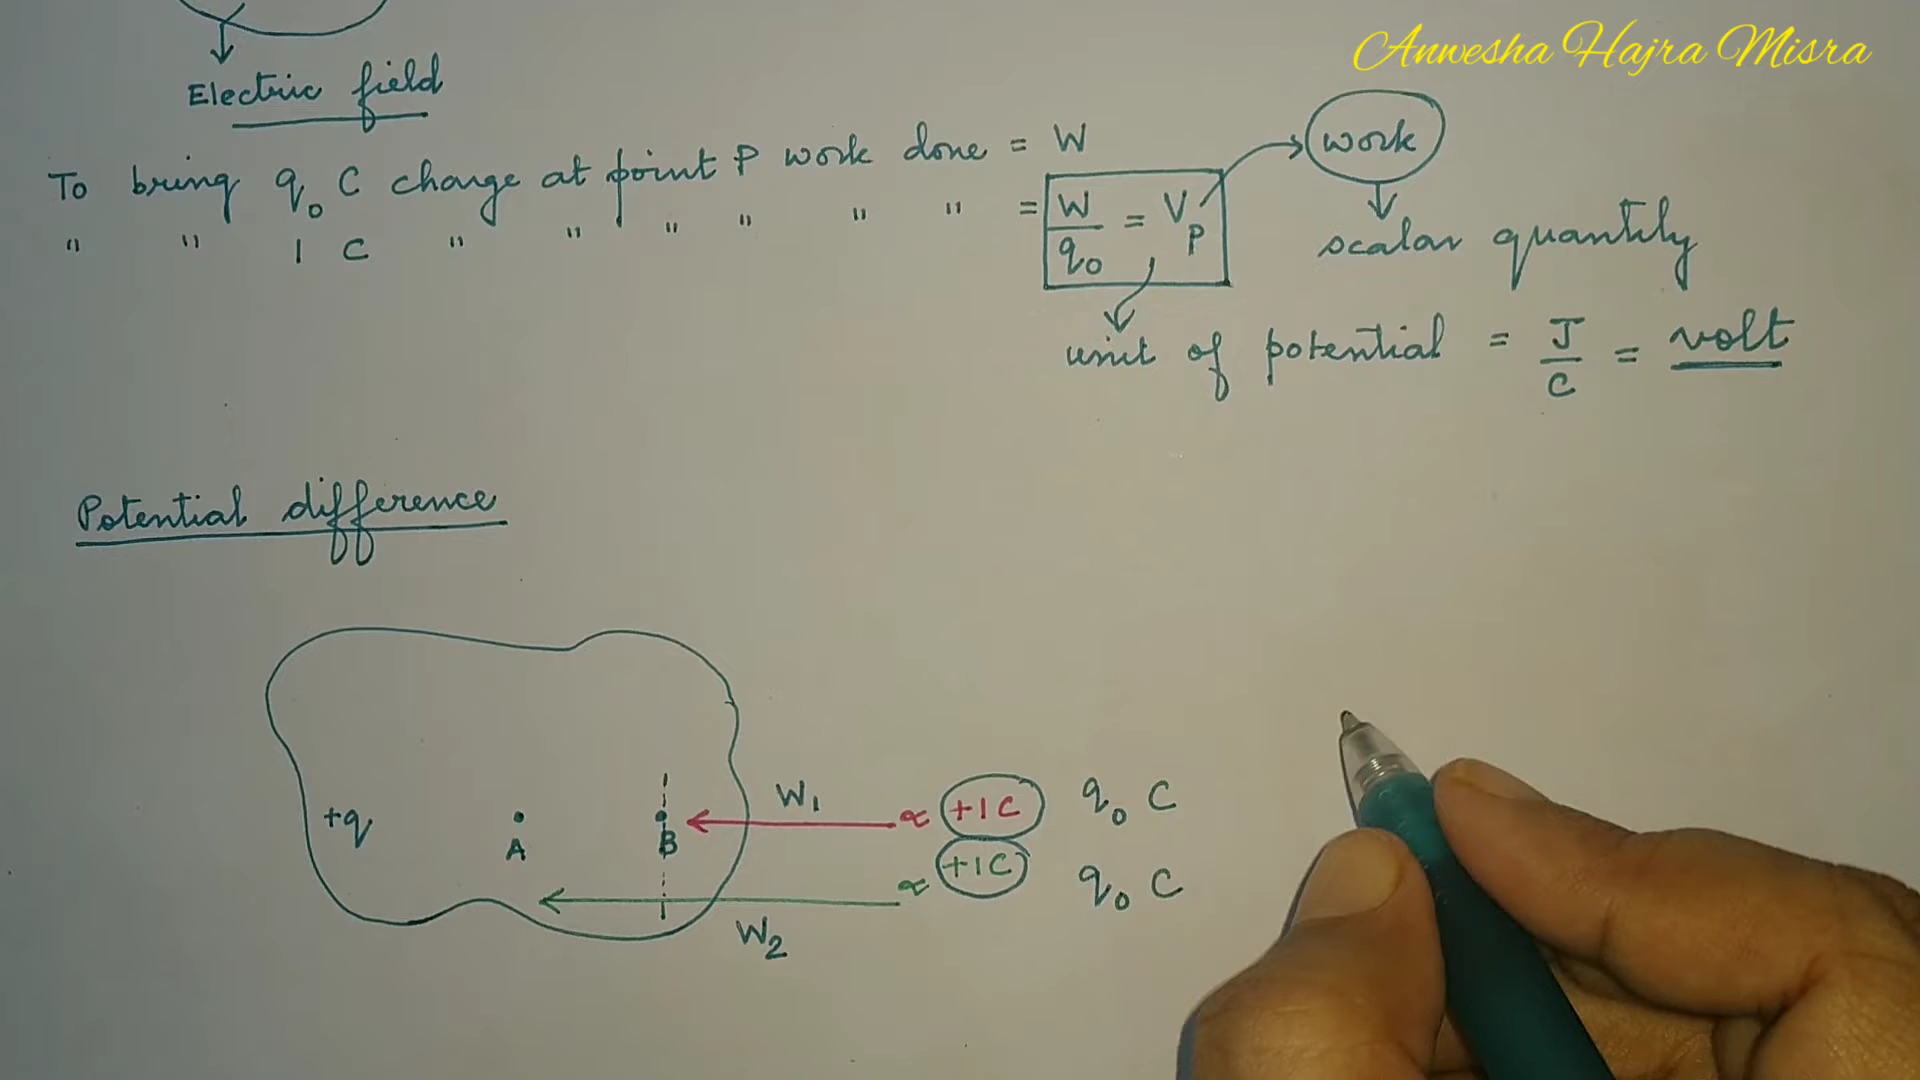 Anwesha Hajra Misra
Electric field
To bring q₀ C charge at point P work done = W
" " 1 C " " " " " " = W/q₀ = V_P
work
scalar quantity
unit of potential = J/C = volt
Potential difference
+q A B
W₁ ∝ +1C q₀ C
W₂ ∝ +1C q₀ C